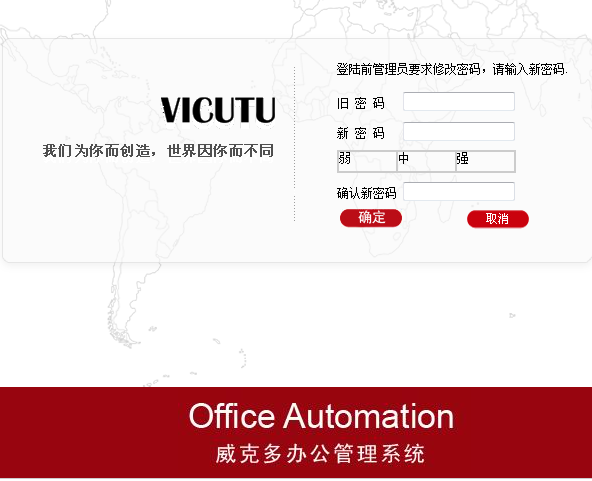 VICUTU
我们为你而创造，世界因你而不同
登陆前管理员要求修改密码，请输入新密码.
旧 密 码
新 密 码
弱 中 强
确认新密码
确定 取消
Office Automation
威克多办公管理系统